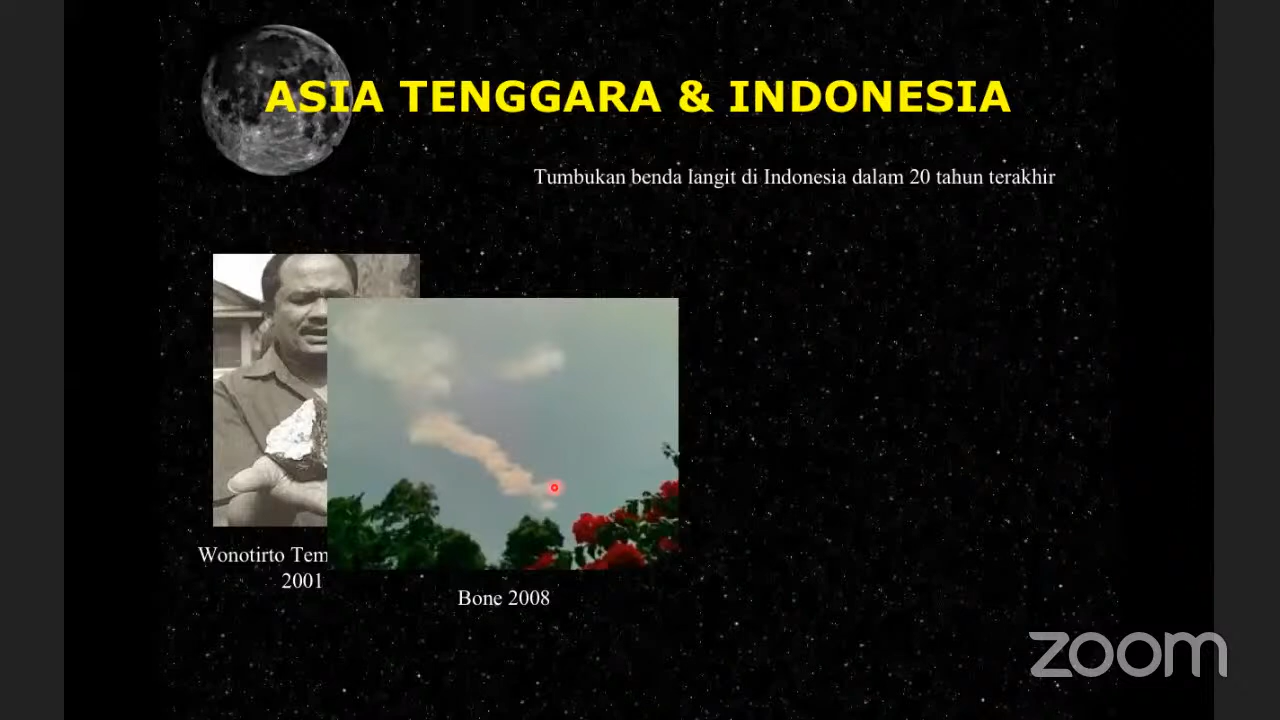 ASIA TENGGARA & INDONESIA
Tumbukan benda langit di Indonesia dalam 20 tahun terakhir
Wonotirto Tem
2001
Bone 2008
zoom